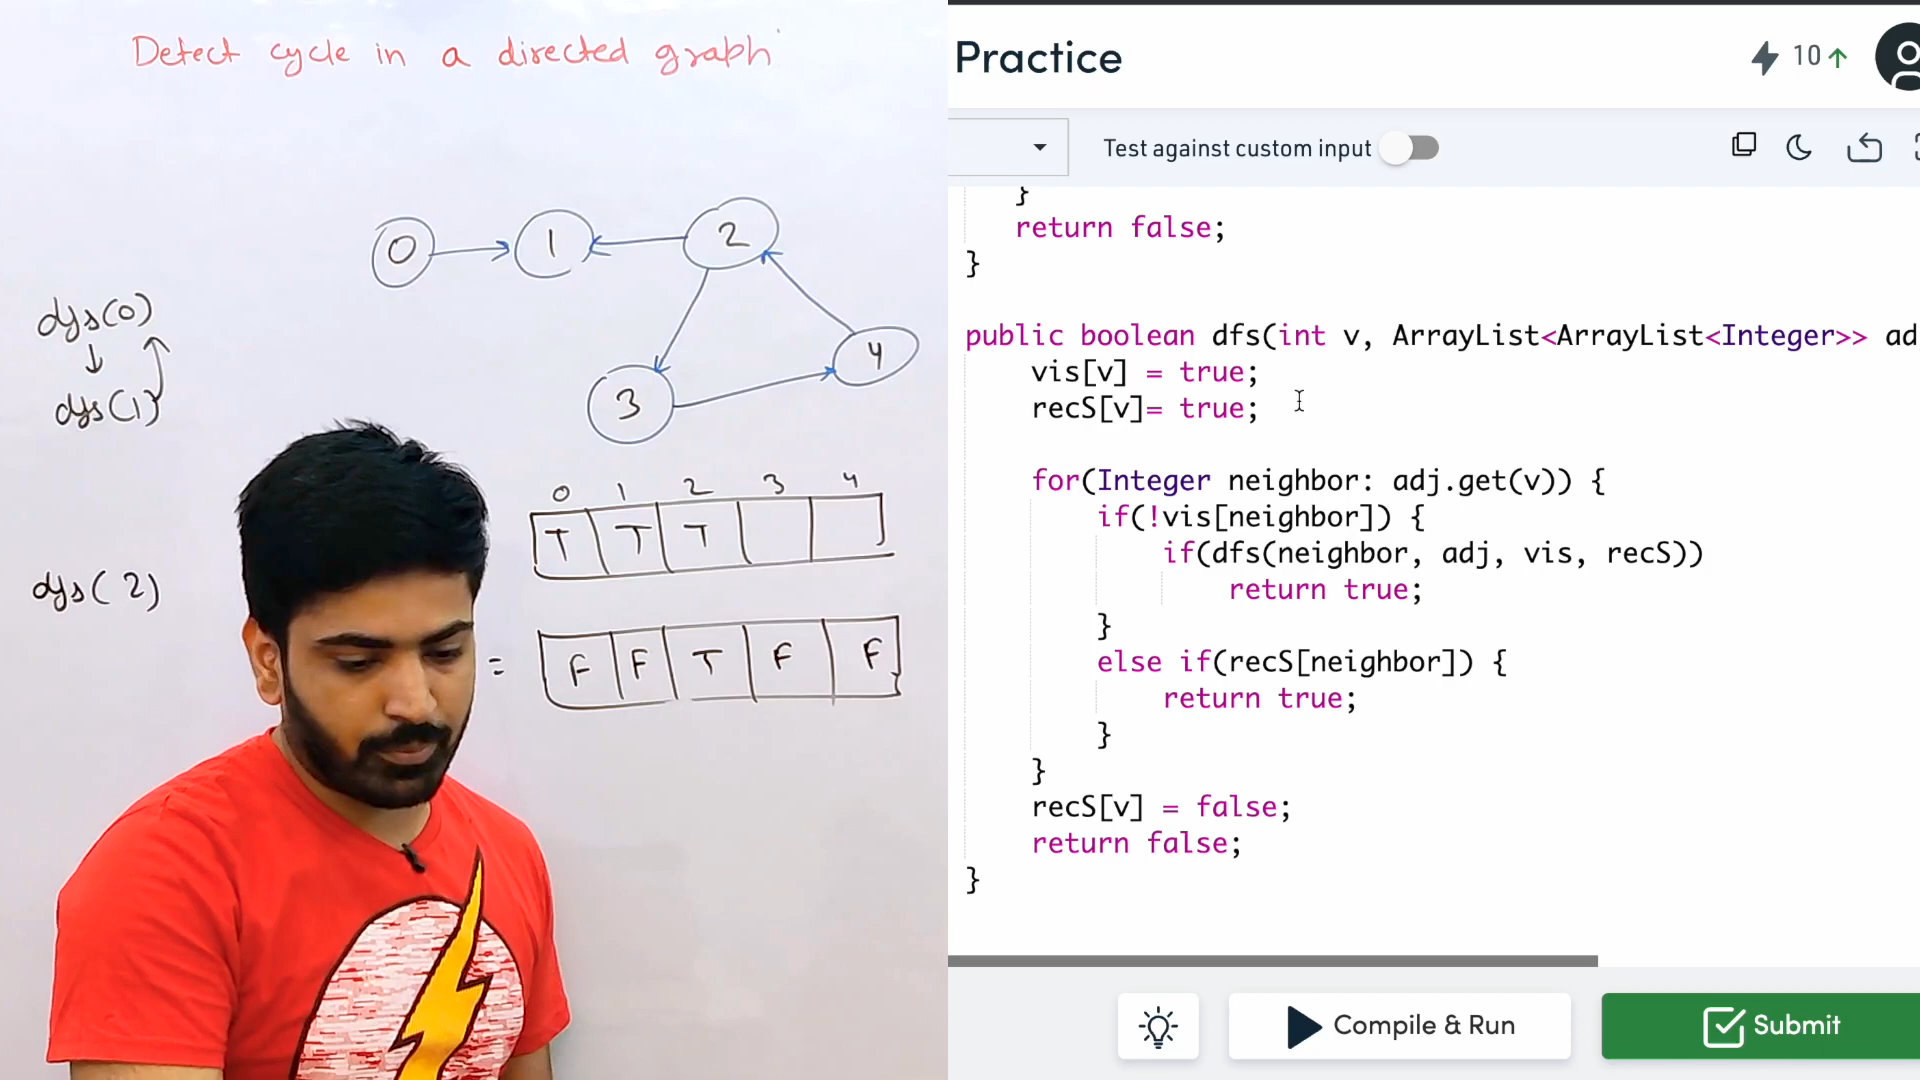 Detect cycle in a directed graph
0
1
2
3
4
dfs(0)
dfs(1)
dfs(2)
0 1 2 3 4
T T T
= F F T F F
Practice
10
Test against custom input
}
return false;
}
public boolean dfs(int v, ArrayList<ArrayList<Integer>> ad
vis[v] = true;
recS[v]= true;
for(Integer neighbor: adj.get(v)) {
if(!vis[neighbor]) {
if(dfs(neighbor, adj, vis, recS))
return true;
}
else if(recS[neighbor]) {
return true;
}
}
recS[v] = false;
return false;
}
Compile & Run
Submit